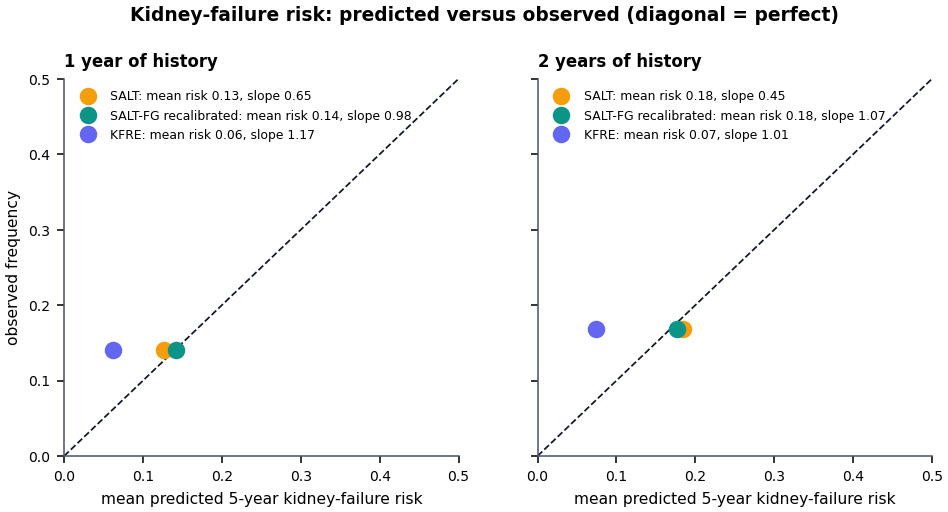 Kidney-failure risk: predicted versus observed (diagonal = perfect)
1 year of history
SALT: mean risk 0.13, slope 0.65
SALT-FG recalibrated: mean risk 0.14, slope 0.98
KFRE: mean risk 0.06, slope 1.17
observed frequency
0.5
0.4
0.3
0.2
0.1
0.0
0.0 0.1 0.2 0.3 0.4 0.5
mean predicted 5-year kidney-failure risk
2 years of history
SALT: mean risk 0.18, slope 0.45
SALT-FG recalibrated: mean risk 0.18, slope 1.07
KFRE: mean risk 0.07, slope 1.01
0.0 0.1 0.2 0.3 0.4 0.5
mean predicted 5-year kidney-failure risk